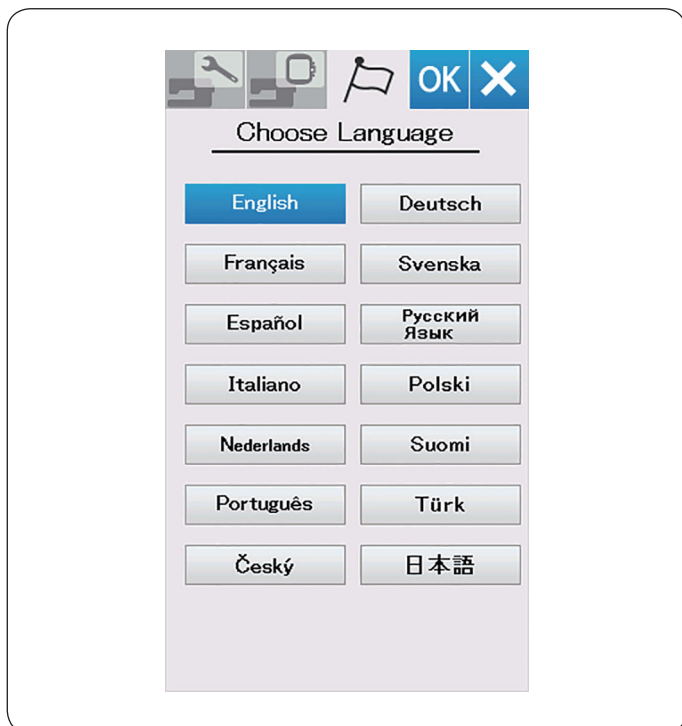 OK
Choose Language
English
Deutsch
Français
Svenska
Español
Русский
Язык
Italiano
Polski
Nederlands
Suomi
Português
Türk
Český
日本語